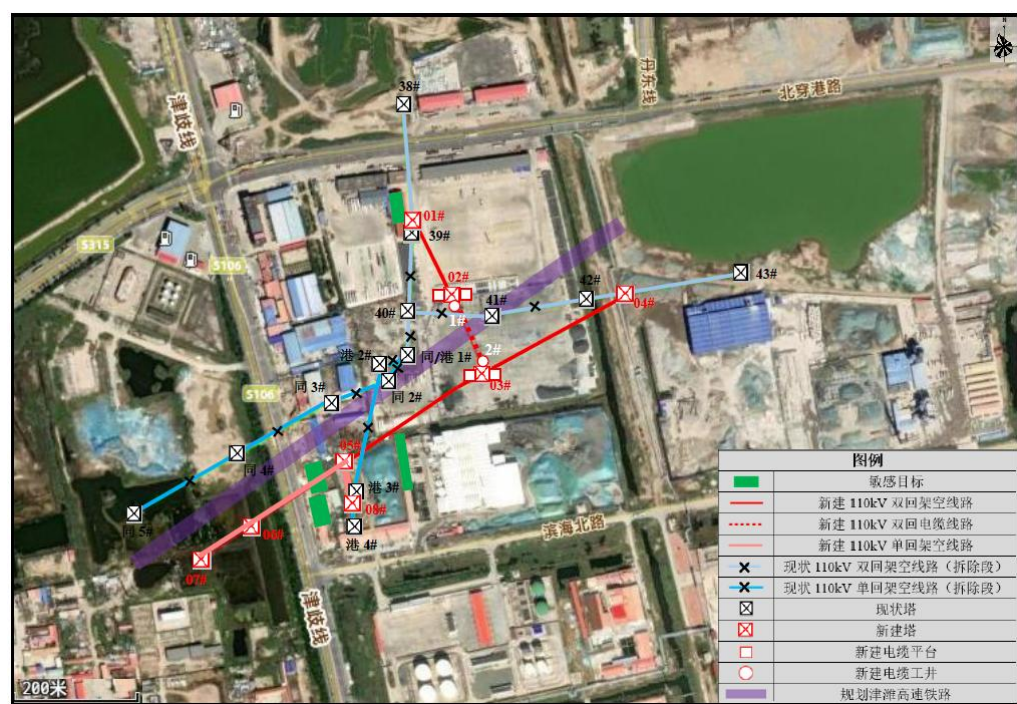 38#
丹东线
北穿港路
津岐线
01#
39#
S315
S106
02#
42#
43#
04#
40#
1#
41#
港 2#
同/港 1#
2#
同 3#
03#
S106
同 2#
05#
同 4#
港 3#
08#
同 5#
06#
港 4#
滨海北路
07#
津岐线
200米
图例
敏感目标
新建 110kV 双回架空线路
新建 110kV 双回电缆线路
新建 110kV 单回架空线路
现状 110kV 双回架空线路（拆除段）
现状 110kV 单回架空线路（拆除段）
现状塔
新建塔
新建电缆平台
新建电缆工井
规划津潍高速铁路